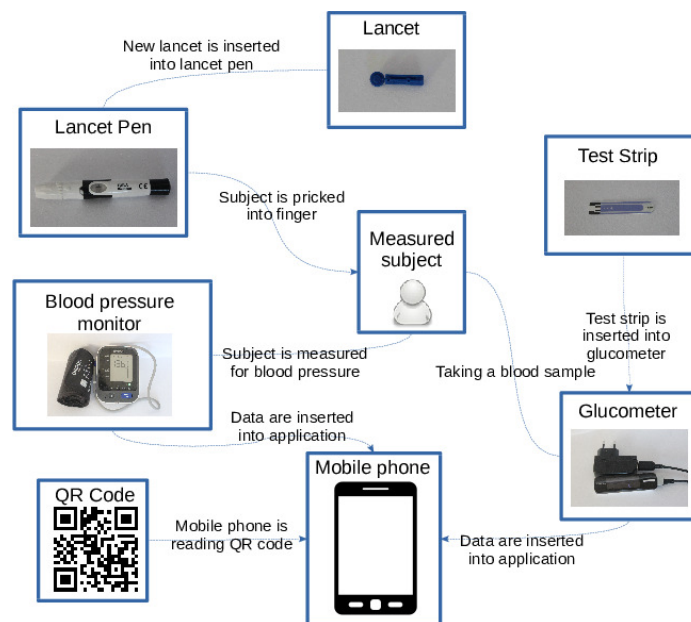 Lancet
New lancet is inserted
into lancet pen
Lancet Pen
Test Strip
Subject is pricked
into finger
Measured
subject
Blood pressure
monitor
Test strip is
inserted into
glucometer
Subject is measured
for blood pressure
Taking a blood sample
Data are inserted
into application
Glucometer
Mobile phone
QR Code
Mobile phone is
reading QR code
Data are inserted
into application